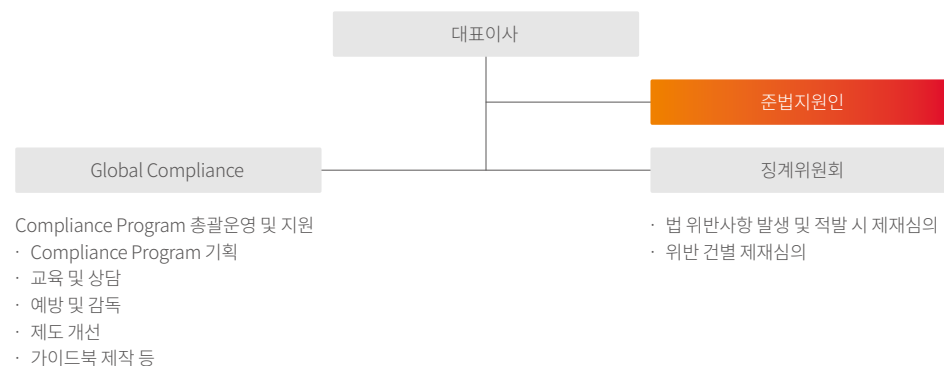 대표이사
준법지원인
Global Compliance
징계위원회
Compliance Program 총괄운영 및 지원
· Compliance Program 기획
· 교육 및 상담
· 예방 및 감독
· 제도 개선
· 가이드북 제작 등
· 법 위반사항 발생 및 적발 시 제재심의
· 위반 건별 제재심의